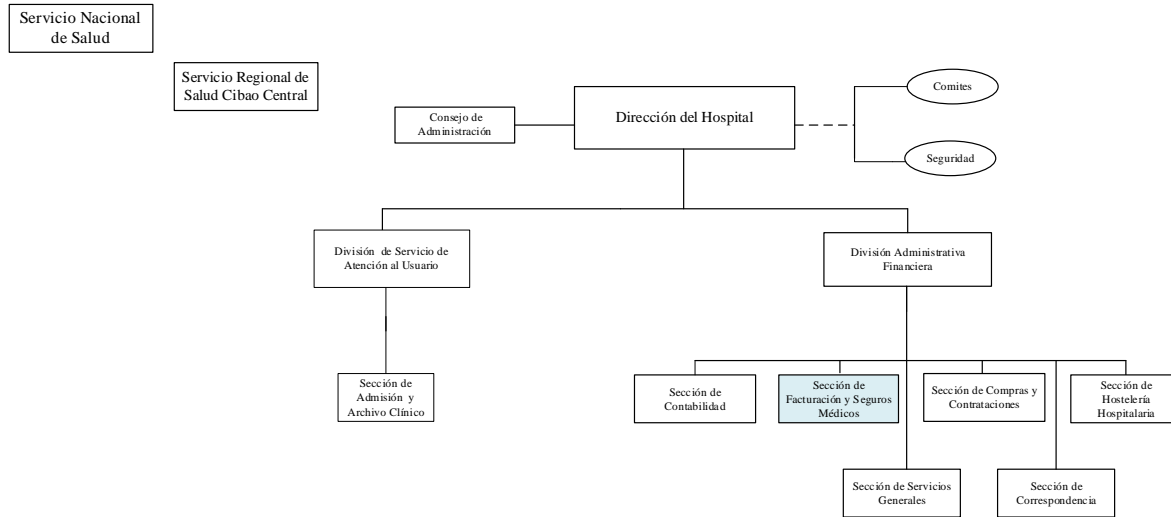 Servicio Nacional
de Salud
Servicio Regional de
Salud Cibao Central
Consejo de
Administración
Dirección del Hospital
Comites
Seguridad
División de Servicio de
Atención al Usuario
División Administrativa
Financiera
Sección de
Admisión y
Archivo Clínico
Sección de
Contabilidad
Sección de
Facturación y Seguros
Médicos
Sección de Compras y
Contrataciones
Sección de
Hostelería
Hospitalaria
Sección de Servicios
Generales
Sección de
Correspondencia